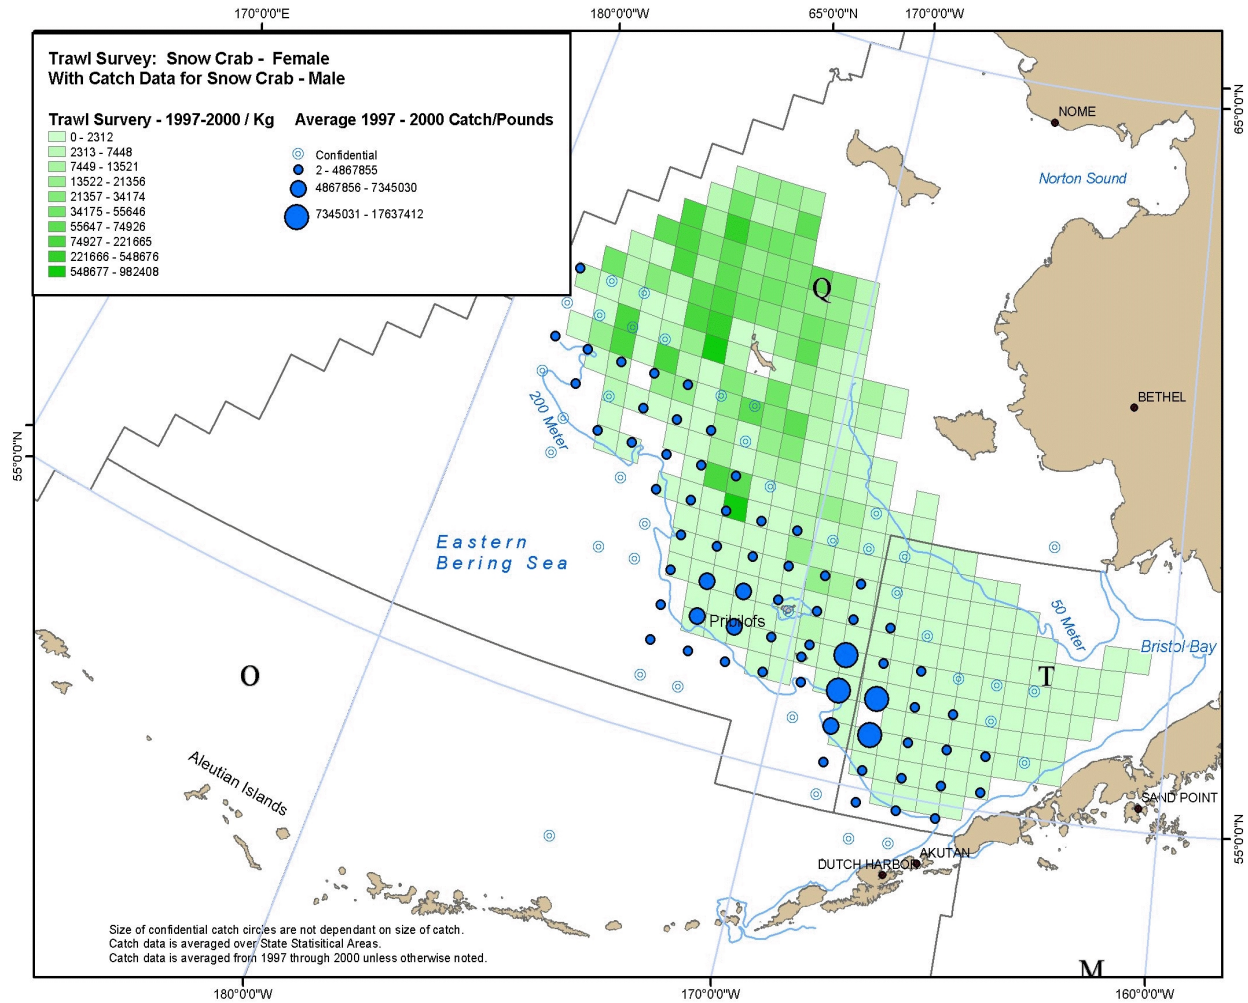 170°0'0"E
180°0'0"W
65°0'0"N
170°0'0"W
Trawl Survey: Snow Crab - Female
With Catch Data for Snow Crab - Male
Trawl Survery - 1997-2000 / Kg
0 - 2312
2313 - 7448
7449 - 13521
13522 - 21356
21357 - 34174
34175 - 55646
55647 - 74926
74927 - 221665
221666 - 548676
548677 - 982408
Average 1997 - 2000 Catch/Pounds
Confidential
2 - 4867855
4867856 - 7345030
7345031 - 17637412
NOME
65°0'0"N
Norton Sound
Q
BETHEL
200 Meter
55°0'0"N
Eastern
Bering Sea
Pribilofs
50 Meter
Bristol Bay
O
T
Aleutian Islands
SAND POINT
AKUTAN
DUTCH HARBOR
55°0'0"N
Size of confidential catch circles are not dependant on size of catch.
Catch data is averaged over State Statisitical Areas.
Catch data is averaged from 1997 through 2000 unless otherwise noted.
M
180°0'0"W
170°0'0"W
160°0'0"W